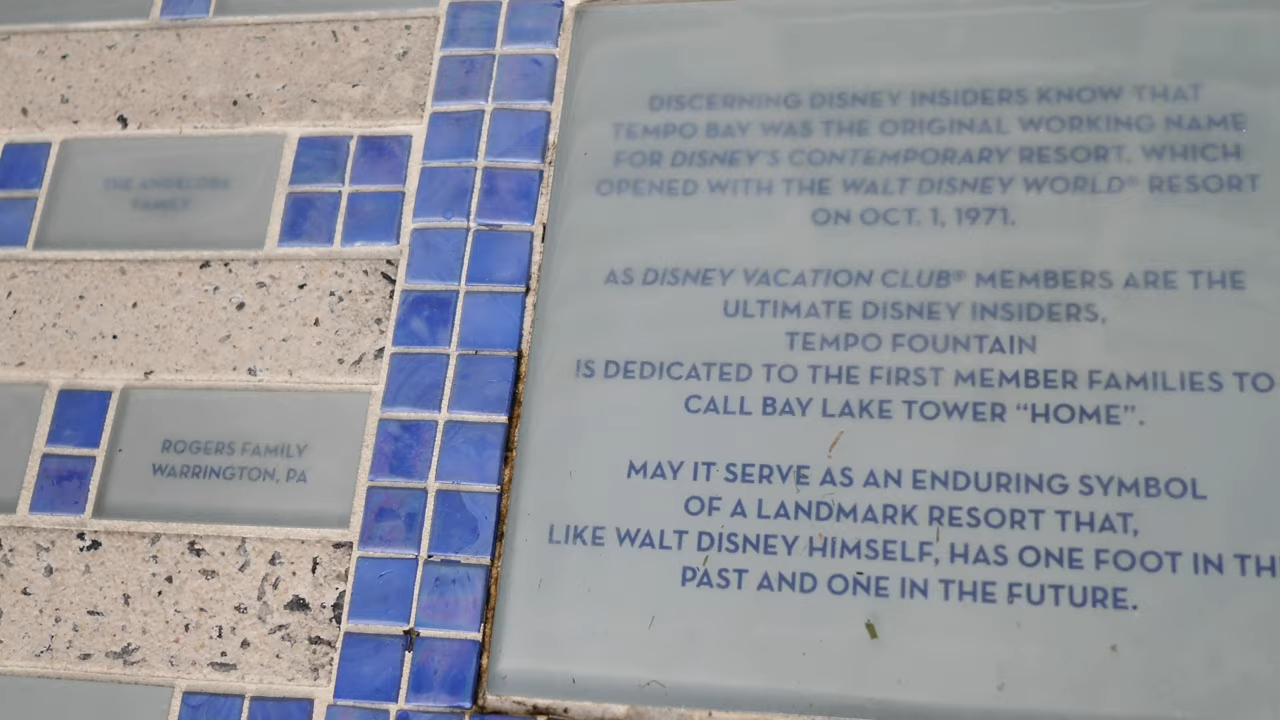 THE
FAMILY
ROGERS FAMILY
WARRINGTON, PA
DISCERNING DISNEY INSIDERS KNOW THAT
TEMPO BAY WAS THE ORIGINAL WORKING NAME
FOR DISNEY'S CONTEMPORARY RESORT, WHICH
OPENED WITH THE WALT DISNEY WORLD® RESORT
ON OCT. 1, 1971.
AS DISNEY VACATION CLUB® MEMBERS ARE THE
ULTIMATE DISNEY INSIDERS,
TEMPO FOUNTAIN
IS DEDICATED TO THE FIRST MEMBER FAMILIES TO
CALL BAY LAKE TOWER “HOME”.
MAY IT SERVE AS AN ENDURING SYMBOL
OF A LANDMARK RESORT THAT,
LIKE WALT DISNEY HIMSELF, HAS ONE FOOT IN TH
PAST AND ONE IN THE FUTURE.